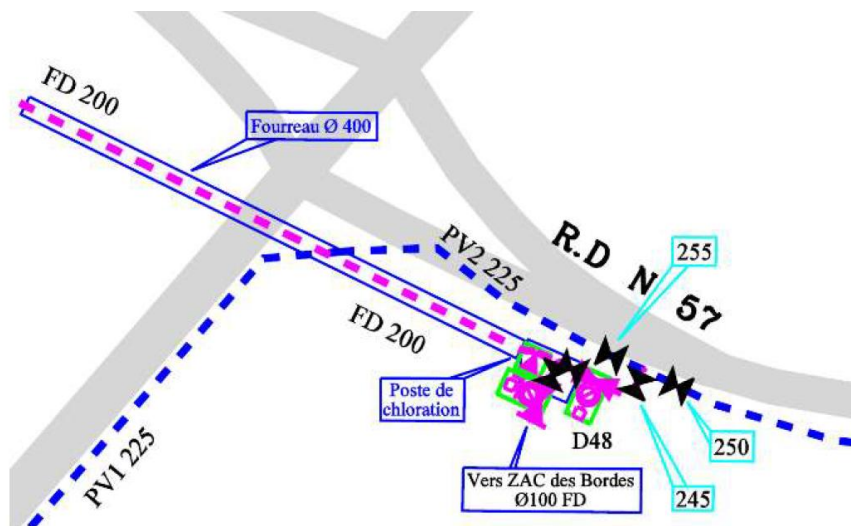 FD 200
Fourreau Ø 400
PV2 225
R.D N 57
255
FD 200
Poste de
chloration
D48
250
PV1 225
Vers ZAC des Bordes
Ø100 FD
245